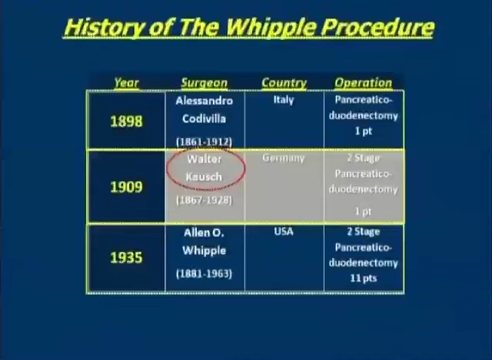 History of The Whipple Procedure
Year Surgeon Country Operation
1898
Alessandro
Codivilla
(1861-1912)
Italy
Pancreatico-
duodenectomy
1 pt
1909
Walter
Kausch
(1867-1928)
Germany
2 Stage
Pancreatico-
duodenectomy
1 pt
1935
Allen O.
Whipple
(1881-1963)
USA
2 Stage
Pancreatico-
duodenectomy
11 pts